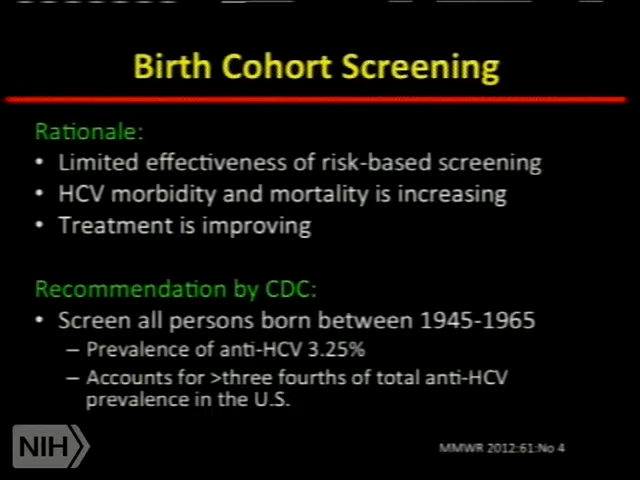 Birth Cohort Screening
Rationale:
• Limited effectiveness of risk-based screening
• HCV morbidity and mortality is increasing
• Treatment is improving
Recommendation by CDC:
• Screen all persons born between 1945-1965
– Prevalence of anti-HCV 3.25%
– Accounts for >three fourths of total anti-HCV
prevalence in the U.S.
NIH
MMWR 2012:61:No 4